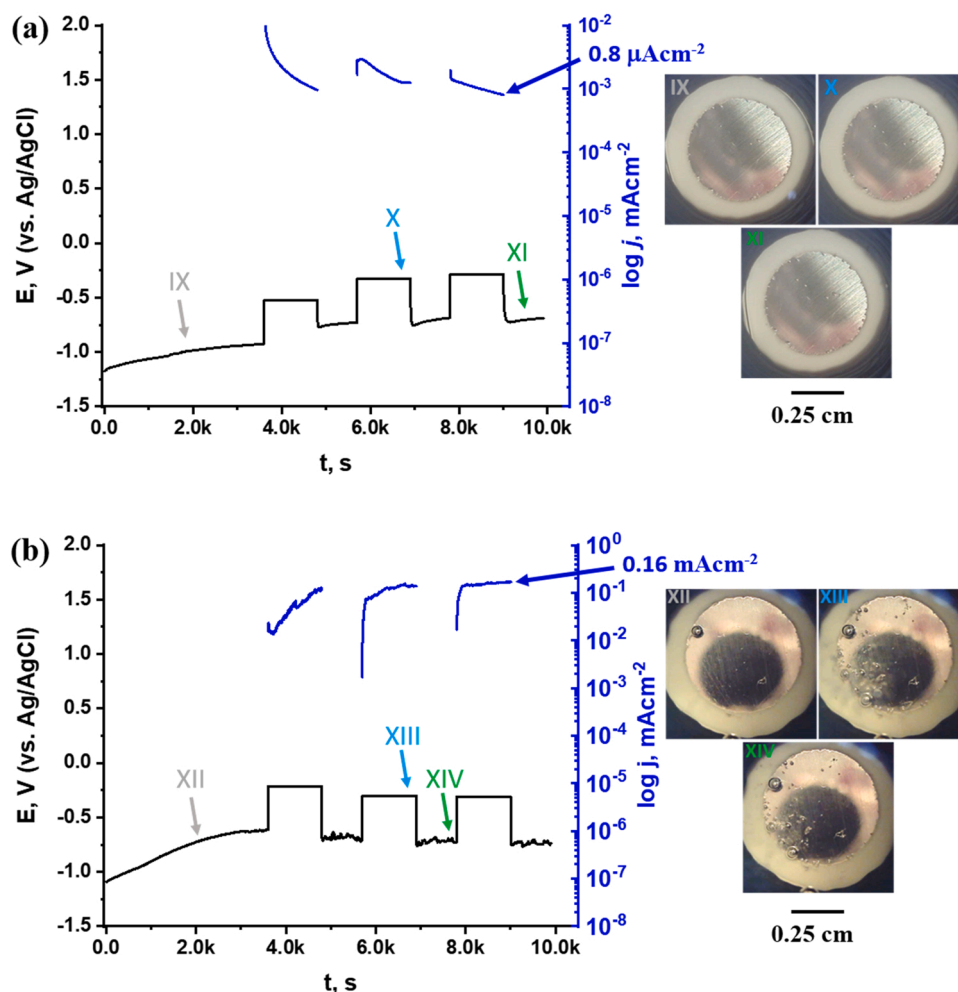 (a)
2.0
1.5
1.0
0.5
0.0
-0.5
-1.0
-1.5
E, V (vs. Ag/AgCl)
0.0
2.0k
4.0k
6.0k
8.0k
10.0k
t, s
10⁻²
10⁻³
10⁻⁴
10⁻⁵
10⁻⁶
10⁻⁷
10⁻⁸
log j, mAcm⁻²
0.8 μAcm⁻²
IX
X
XI
IX
X
XI
0.25 cm
(b)
2.0
1.5
1.0
0.5
0.0
-0.5
-1.0
-1.5
E, V (vs. Ag/AgCl)
0.0
2.0k
4.0k
6.0k
8.0k
10.0k
t, s
10⁰
10⁻¹
10⁻²
10⁻³
10⁻⁴
10⁻⁵
10⁻⁶
10⁻⁷
10⁻⁸
log j, mAcm⁻²
0.16 mAcm⁻²
XII
XIII
XIV
XII
XIII
XIV
0.25 cm